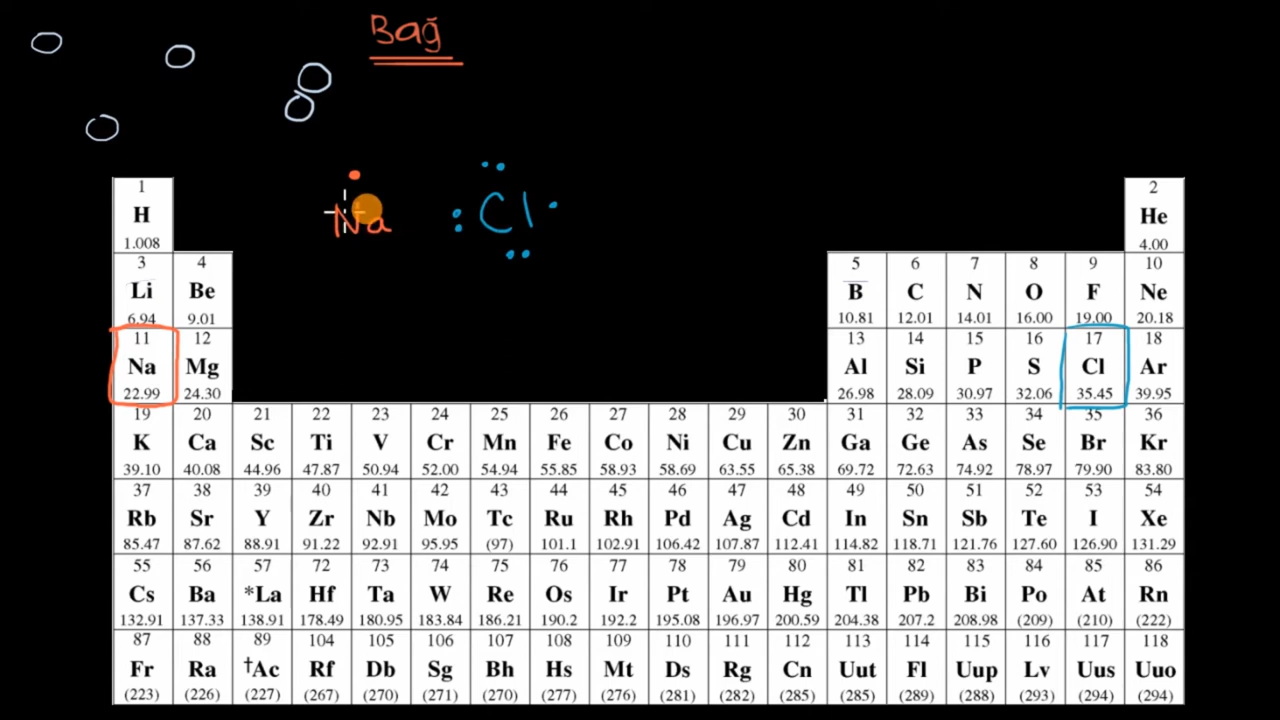 Bağ
Na Cl
1 2
H He
1.008 4.00
3 4 5 6 7 8 9 10
Li Be B C N O F Ne
6.94 9.01 10.81 12.01 14.01 16.00 19.00 20.18
11 12 13 14 15 16 17 18
Na Mg Al Si P S Cl Ar
22.99 24.30 26.98 28.09 30.97 32.06 35.45 39.95
19 20 21 22 23 24 25 26 27 28 29 30 31 32 33 34 35 36
K Ca Sc Ti V Cr Mn Fe Co Ni Cu Zn Ga Ge As Se Br Kr
39.10 40.08 44.96 47.87 50.94 52.00 54.94 55.85 58.93 58.69 63.55 65.38 69.72 72.63 74.92 78.97 79.90 83.80
37 38 39 40 41 42 43 44 45 46 47 48 49 50 51 52 53 54
Rb Sr Y Zr Nb Mo Tc Ru Rh Pd Ag Cd In Sn Sb Te I Xe
85.47 87.62 88.91 91.22 92.91 95.95 (97) 101.1 102.91 106.42 107.87 112.41 114.82 118.71 121.76 127.60 126.90 131.29
55 56 57 72 73 74 75 76 77 78 79 80 81 82 83 84 85 86
Cs Ba *La Hf Ta W Re Os Ir Pt Au Hg Tl Pb Bi Po At Rn
132.91 137.33 138.91 178.49 180.95 183.84 186.21 190.2 192.2 195.08 196.97 200.59 204.38 207.2 208.98 (209) (210) (222)
87 88 89 104 105 106 107 108 109 110 111 112 113 114 115 116 117 118
Fr Ra †Ac Rf Db Sg Bh Hs Mt Ds Rg Cn Uut Fl Uup Lv Uus Uuo
(223) (226) (227) (267) (270) (271) (270) (277) (276) (281) (282) (285) (285) (289) (288) (293) (294) (294)